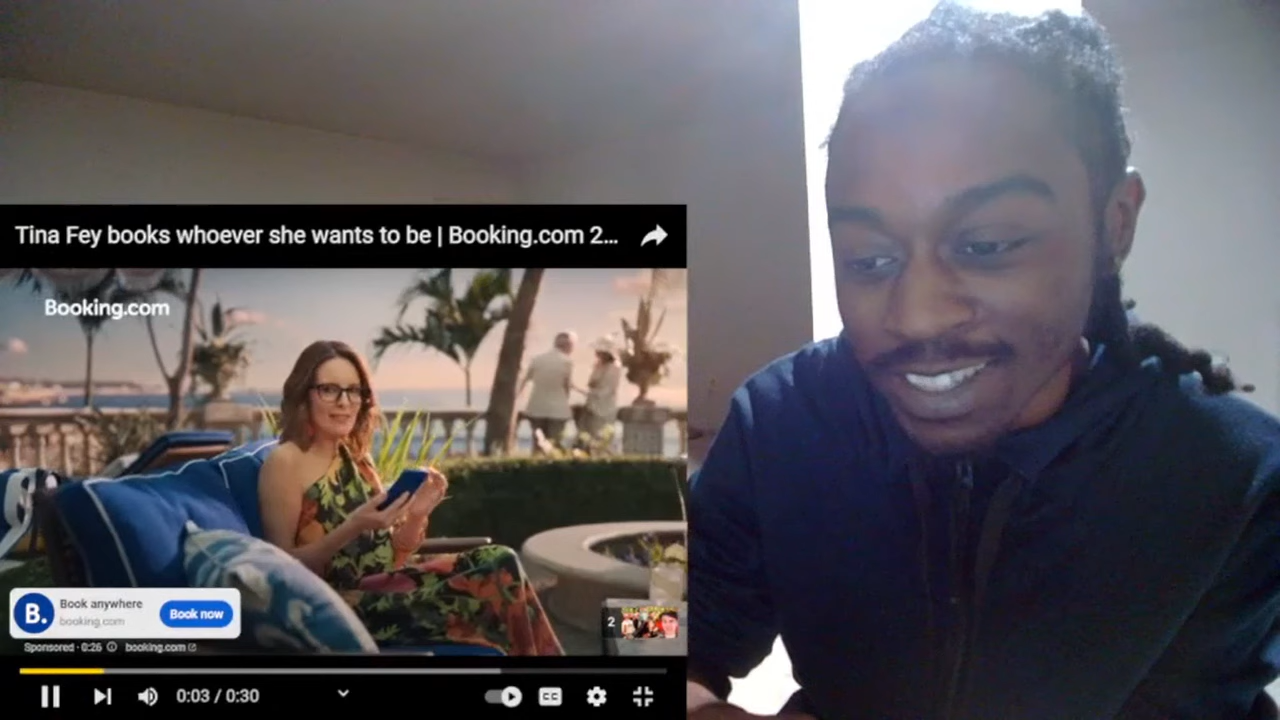 Tina Fey books whoever she wants to be | Booking.com 2...
Booking.com
B.
Book anywhere
booking.com
Book now
2
Sponsored · 0:26
booking.com
0:03 / 0:30
CC